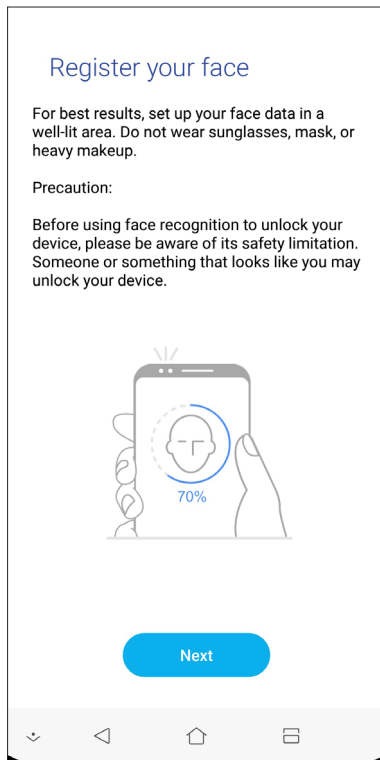 Register your face
For best results, set up your face data in a
well-lit area. Do not wear sunglasses, mask, or
heavy makeup.
Precaution:
Before using face recognition to unlock your
device, please be aware of its safety limitation.
Someone or something that looks like you may
unlock your device.
70%
Next